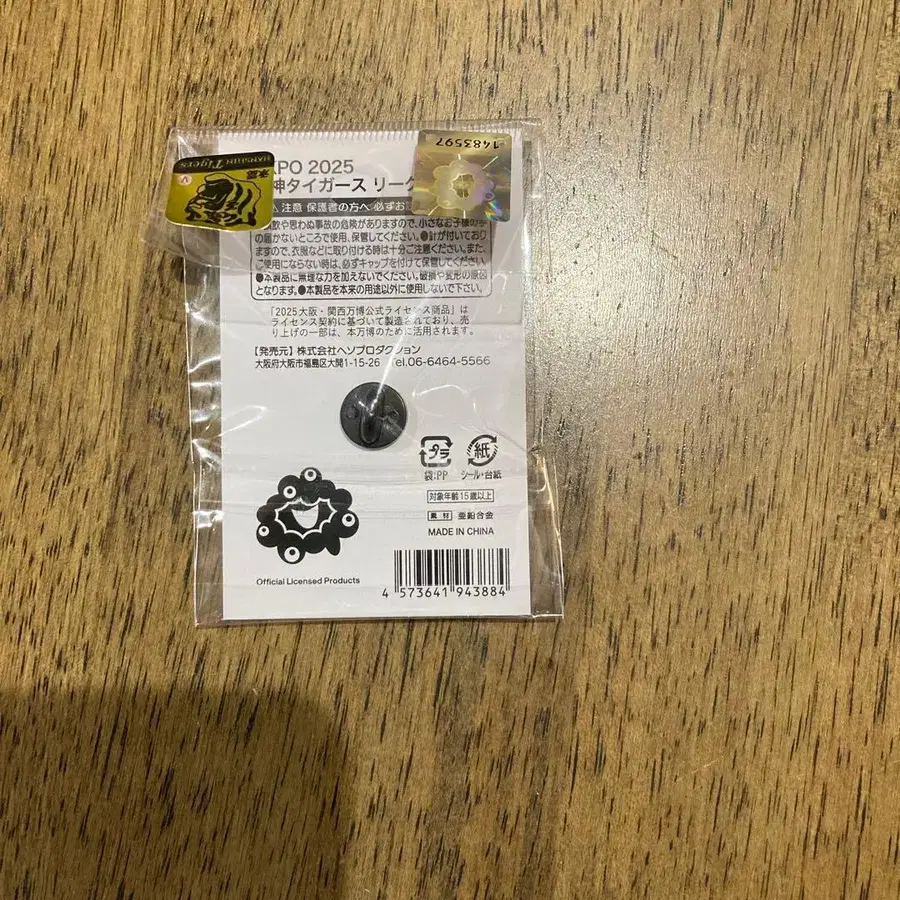 HANSHIN Tigers
承認
1483597
PO 2025
神タイガース リーグ
⚠注意 保護者の方へ 必ずお
飲や思わぬ事故の危険がありますので、小さなお子様の手
の届かないところで使用、保管してください。●針が付いており
ますので、衣服などに取り付ける時は十分ご注意ください。また、
ご使用にならない時は、必ずキャップを付けて保管してください。
●本製品に無理な力を加えないでください。破損や変形の原因
となります。●本製品を本来の用途以外に使用しないで下さい。
「2025大阪・関西万博公式ライセンス商品」は
ライセンス契約に基づいて製造されており、売
り上げの一部は、本万博のために活用されます。
【発売元】株式会社ヘソプロダクション
大阪府大阪市福島区大開1-15-26 Tel.06-6464-5566
プラ 紙
袋:PP シール・台紙
対象年齢15歳以上
素材 亜鉛合金
MADE IN CHINA
Official Licensed Products
4 573641 943884